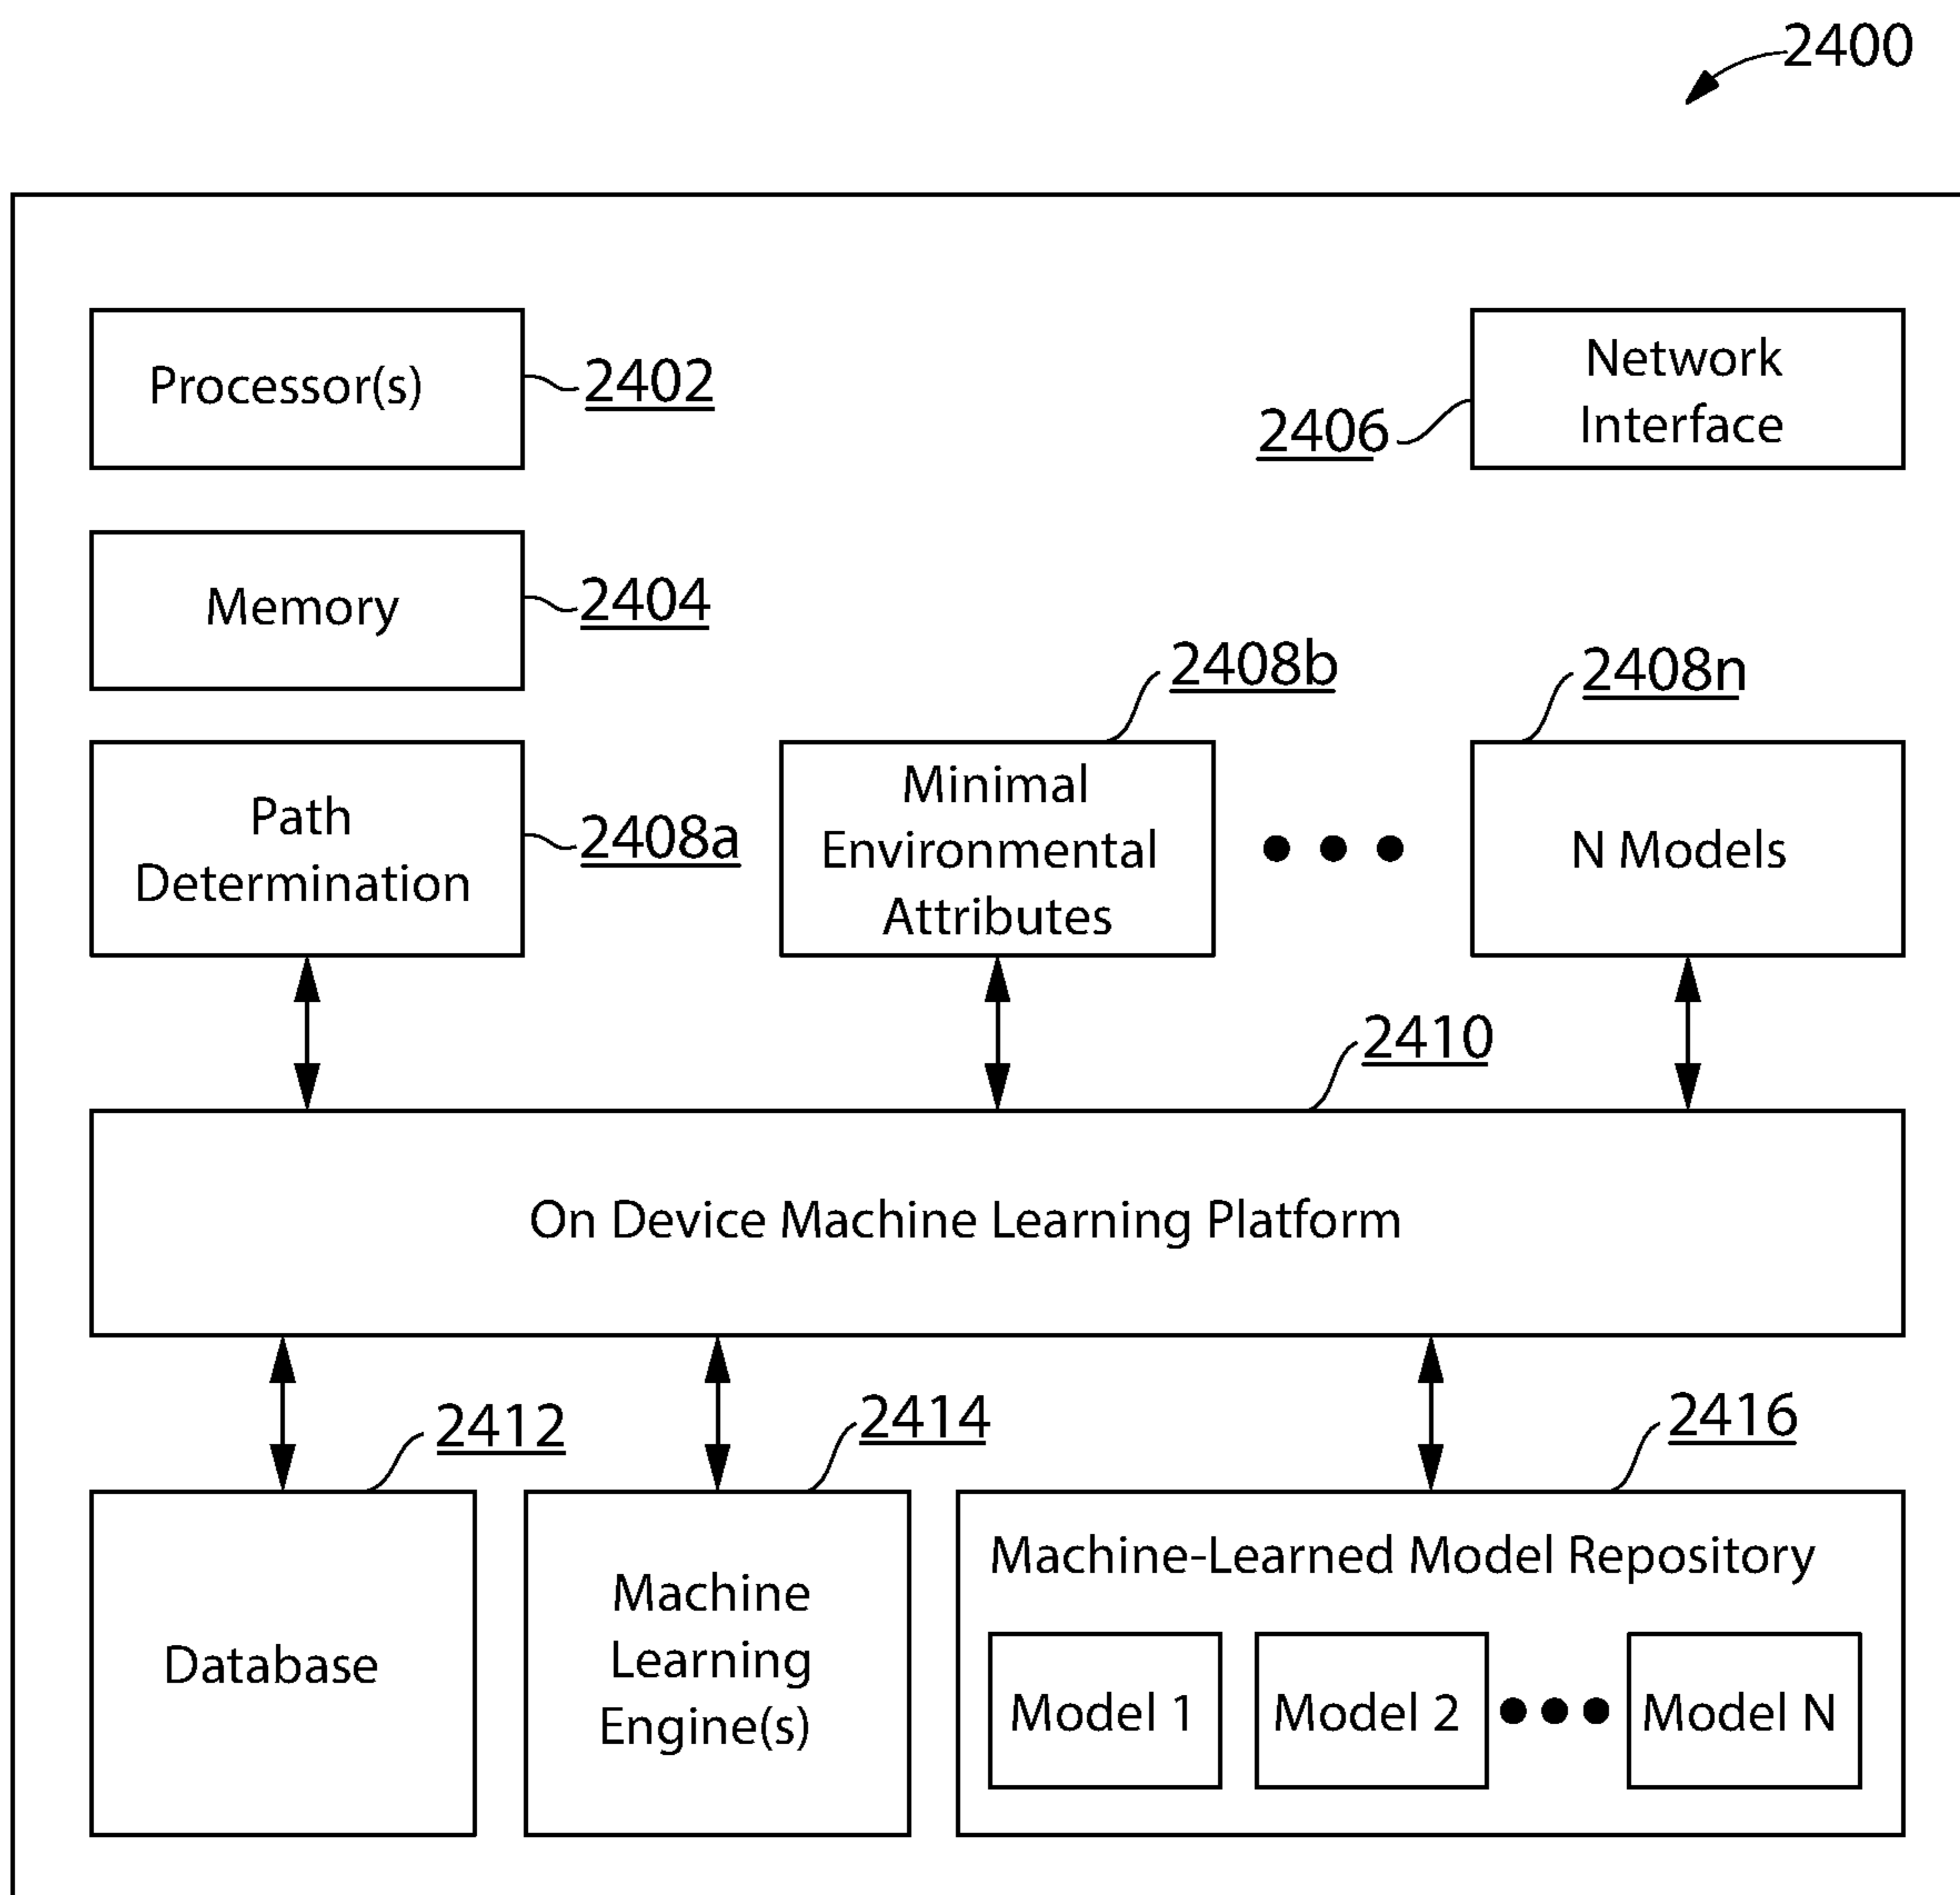 2400
Processor(s)
2402
2406
Network
Interface
Memory
2404
2408b
2408n
Path
Determination
2408a
Minimal
Environmental
Attributes
N Models
2410
On Device Machine Learning Platform
2412
2414
2416
Database
Machine
Learning
Engine(s)
Machine-Learned Model Repository
Model 1
Model 2
Model N